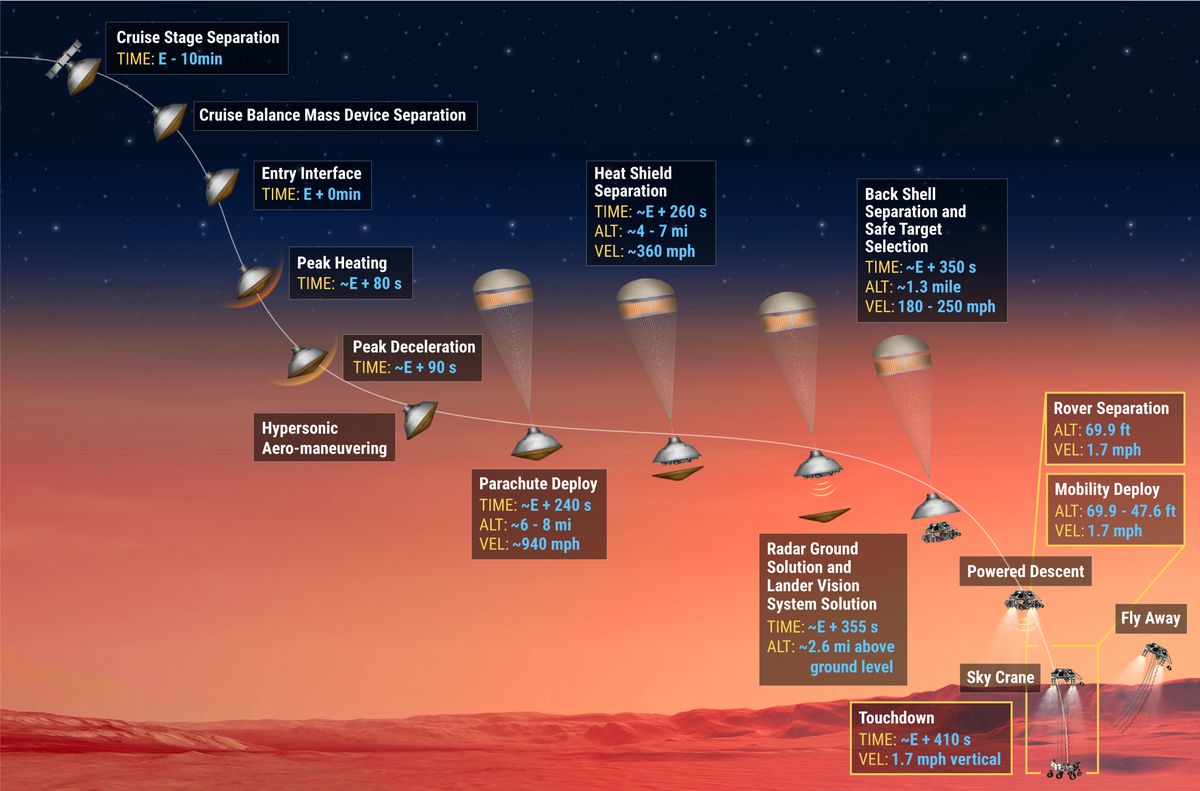 Cruise Stage Separation
TIME: E - 10min
Cruise Balance Mass Device Separation
Entry Interface
TIME: E + 0min
Peak Heating
TIME: ~E + 80 s
Peak Deceleration
TIME: ~E + 90 s
Hypersonic
Aero-maneuvering
Parachute Deploy
TIME: ~E + 240 s
ALT: ~6 - 8 mi
VEL: ~940 mph
Heat Shield
Separation
TIME: ~E + 260 s
ALT: ~4 - 7 mi
VEL: ~360 mph
Radar Ground
Solution and
Lander Vision
System Solution
TIME: ~E + 355 s
ALT: ~2.6 mi above
ground level
Back Shell
Separation and
Safe Target
Selection
TIME: ~E + 350 s
ALT: ~1.3 mile
VEL: 180 - 250 mph
Powered Descent
Rover Separation
ALT: 69.9 ft
VEL: 1.7 mph
Mobility Deploy
ALT: 69.9 - 47.6 ft
VEL: 1.7 mph
Sky Crane
Fly Away
Touchdown
TIME: ~E + 410 s
VEL: 1.7 mph vertical